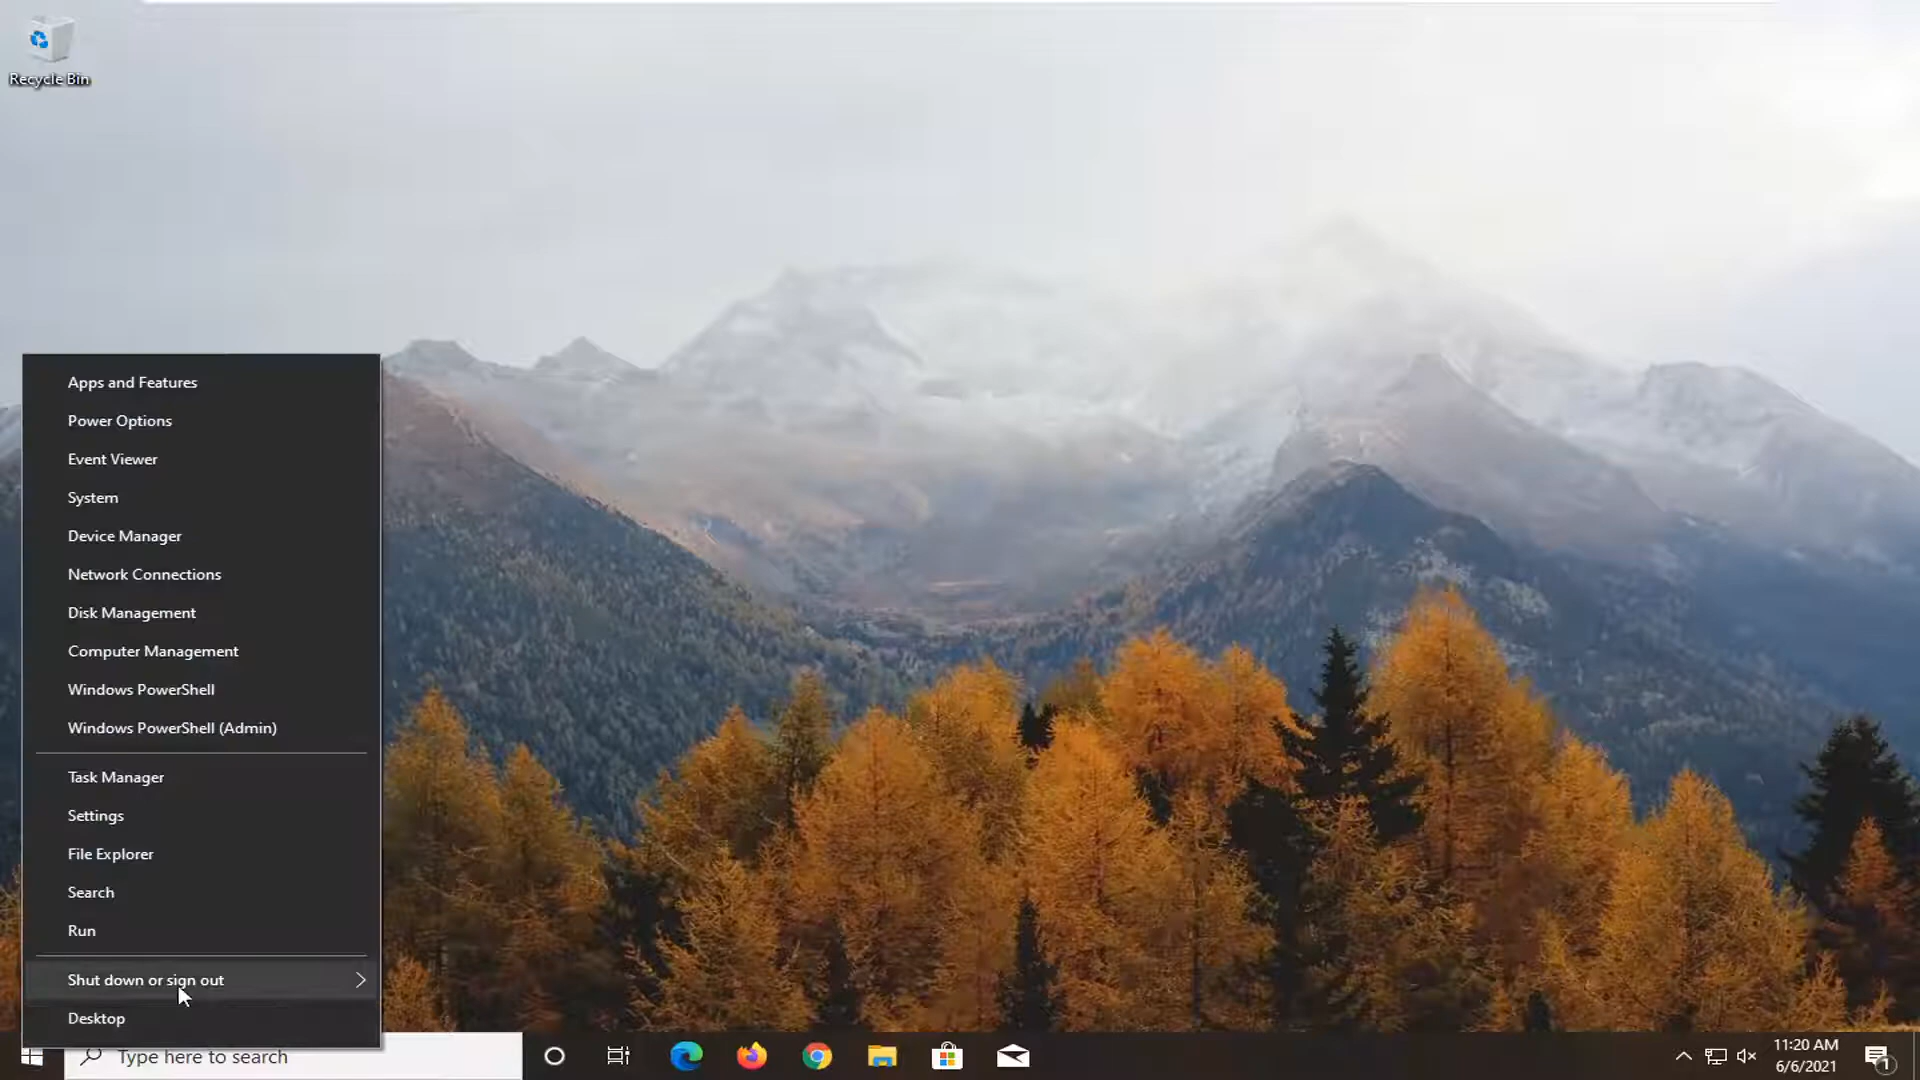 Recycle Bin
Apps and Features
Power Options
Event Viewer
System
Device Manager
Network Connections
Disk Management
Computer Management
Windows PowerShell
Windows PowerShell (Admin)
Task Manager
Settings
File Explorer
Search
Run
Shut down or sign out
Desktop
Type here to search
11:20 AM
6/6/2021
1